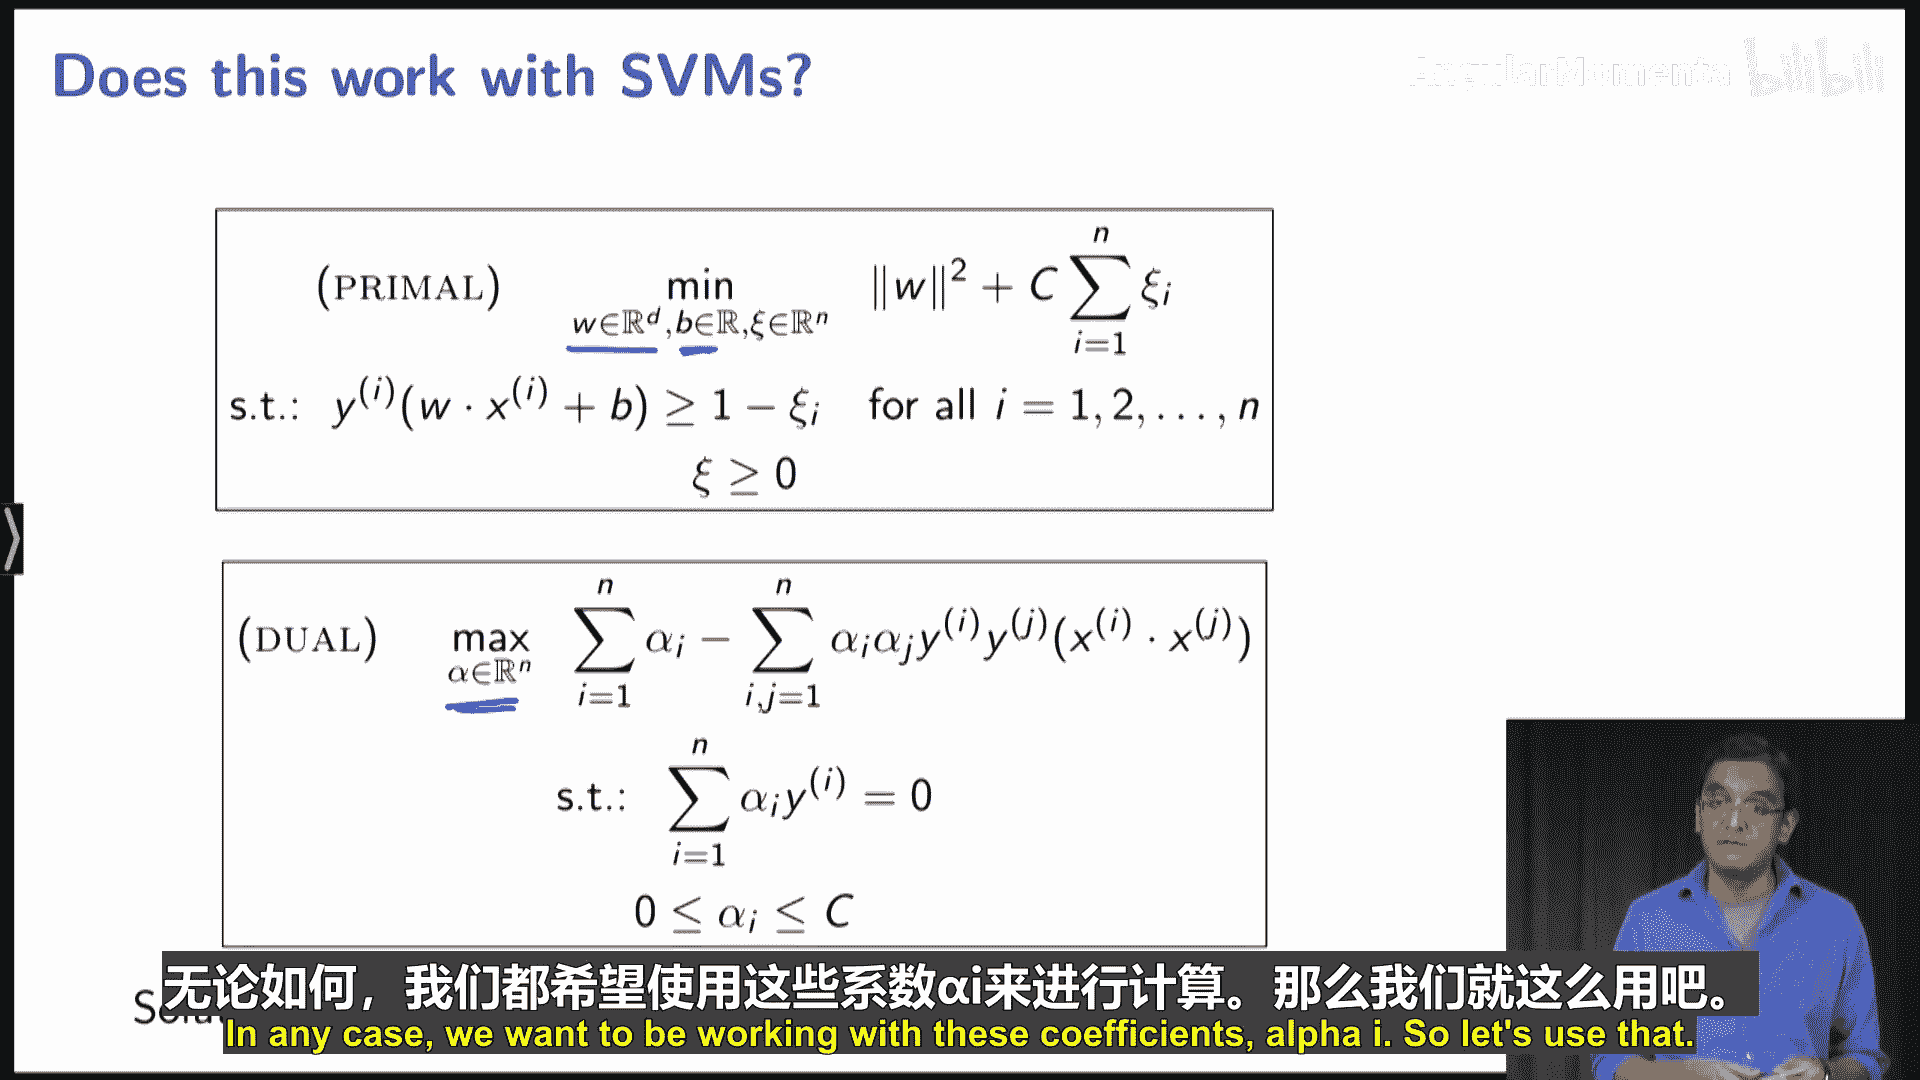 Does this work with SVMs?
AngularMomenta bilibili
(PRIMAL) min_{w∈ℝ^d, b∈ℝ, ξ∈ℝ^n} ‖w‖² + C ∑_{i=1}^{n} ξ_i
s.t.: y^{(i)}(w · x^{(i)} + b) ≥ 1 − ξ_i for all i = 1, 2, . . . , n
ξ ≥ 0
(DUAL) max_{α∈ℝ^n} ∑_{i=1}^{n} α_i − ∑_{i,j=1}^{n} α_i α_j y^{(i)} y^{(j)} (x^{(i)} · x^{(j)})
s.t.: ∑_{i=1}^{n} α_i y^{(i)} = 0
0 ≤ α_i ≤ C
无论如何，我们都希望使用这些系数αi来进行计算。那么我们就这么用吧。
In any case, we want to be working with these coefficients, alpha i. So let's use that.